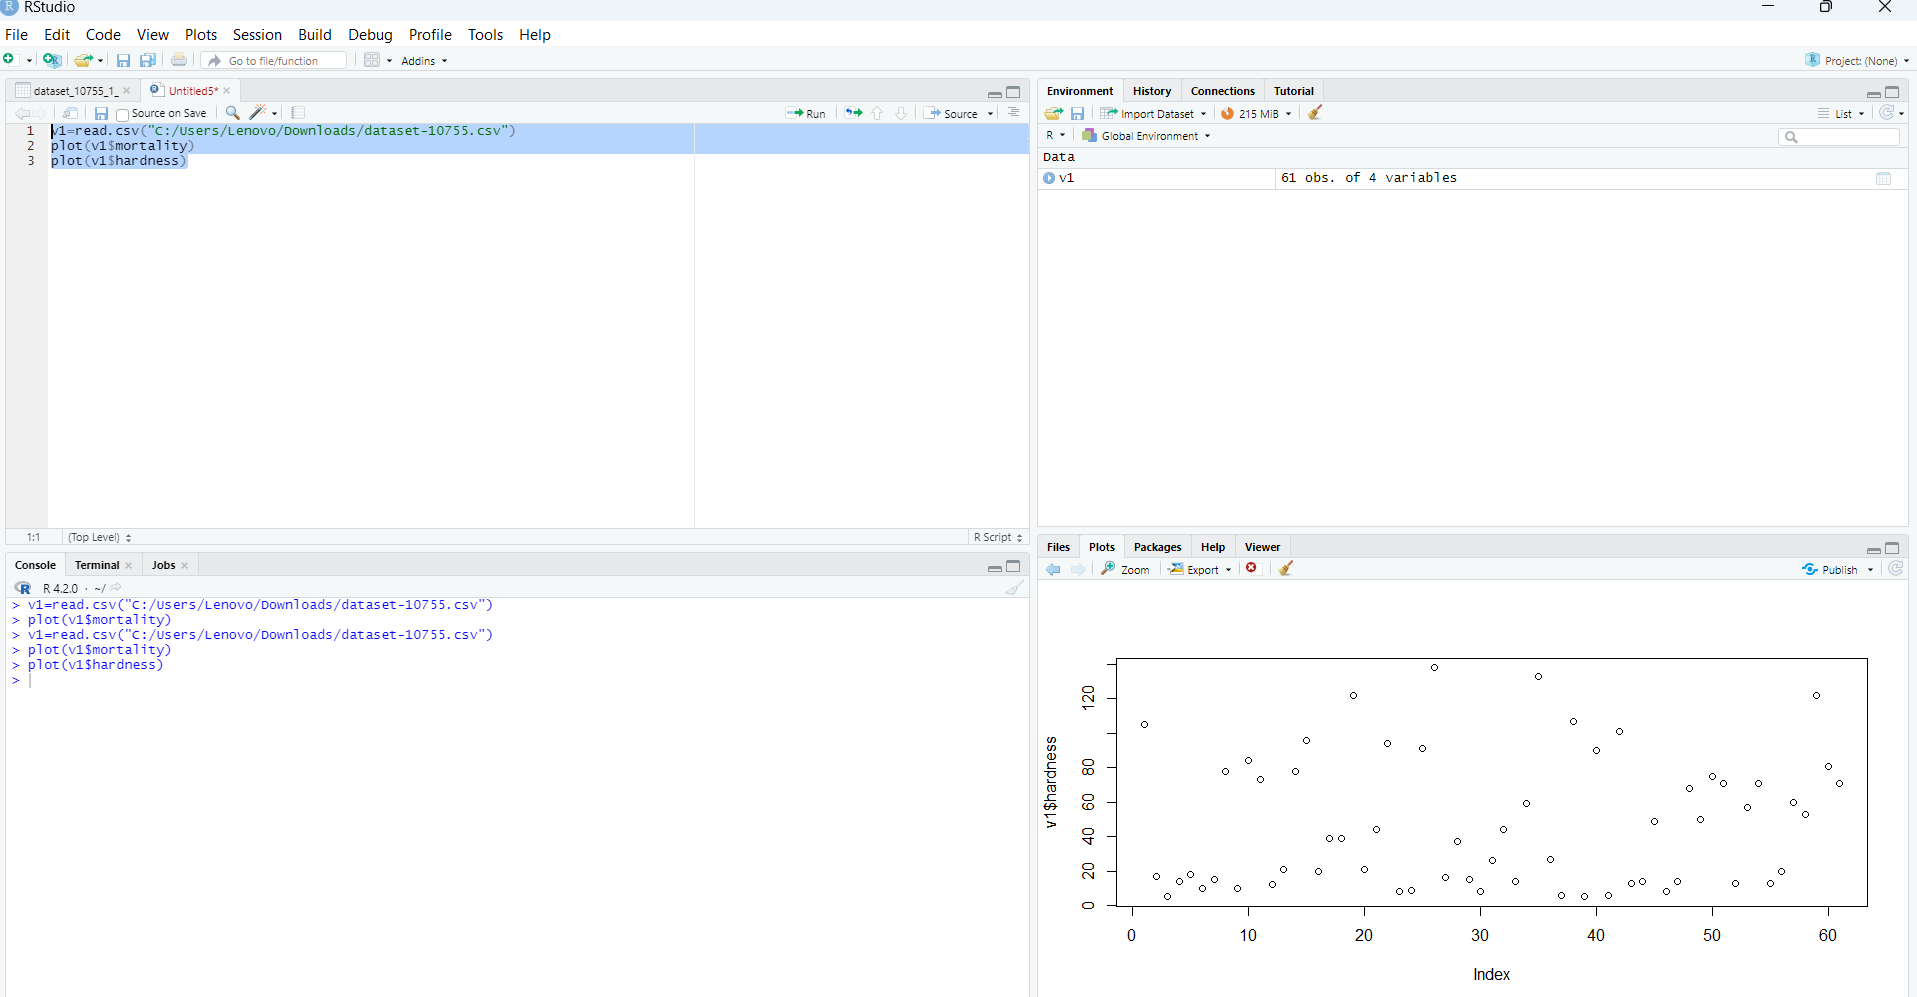 RStudio
File Edit Code View Plots Session Build Debug Profile Tools Help
Go to file/function Addins Project: (None)
dataset_10755_1_ Untitled5*
Source on Save Run Source
1 v1=read.csv("C:/Users/Lenovo/Downloads/dataset-10755.csv")
2 plot(v1$mortality)
3 plot(v1$hardness)
1:1 (Top Level) R Script
Console Terminal Jobs
R 4.2.0 · ~/
> v1=read.csv("C:/Users/Lenovo/Downloads/dataset-10755.csv")
> plot(v1$mortality)
> v1=read.csv("C:/Users/Lenovo/Downloads/dataset-10755.csv")
> plot(v1$mortality)
> plot(v1$hardness)
>
Environment History Connections Tutorial
Import Dataset 215 MiB List
R Global Environment
Data
v1 61 obs. of 4 variables
Files Plots Packages Help Viewer
Zoom Export Publish
v1$hardness
120
80
60
40
20
0
0 10 20 30 40 50 60
Index